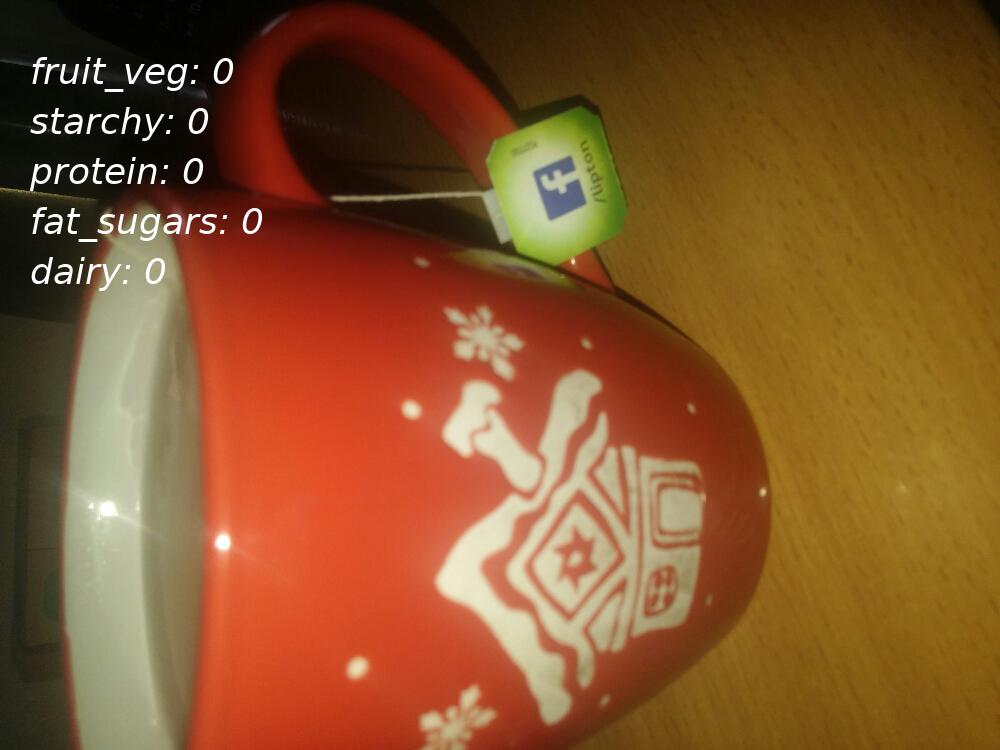 fruit_veg: 0
starchy: 0
protein: 0
fat_sugars: 0
dairy: 0
/lipton